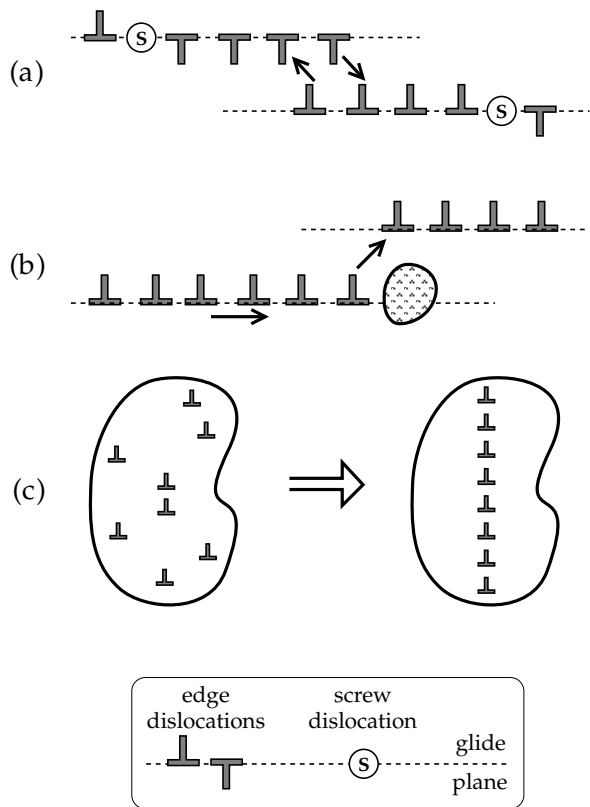 (a)
S
S
(b)
(c)
edge
dislocations
screw
dislocation
S
glide
plane